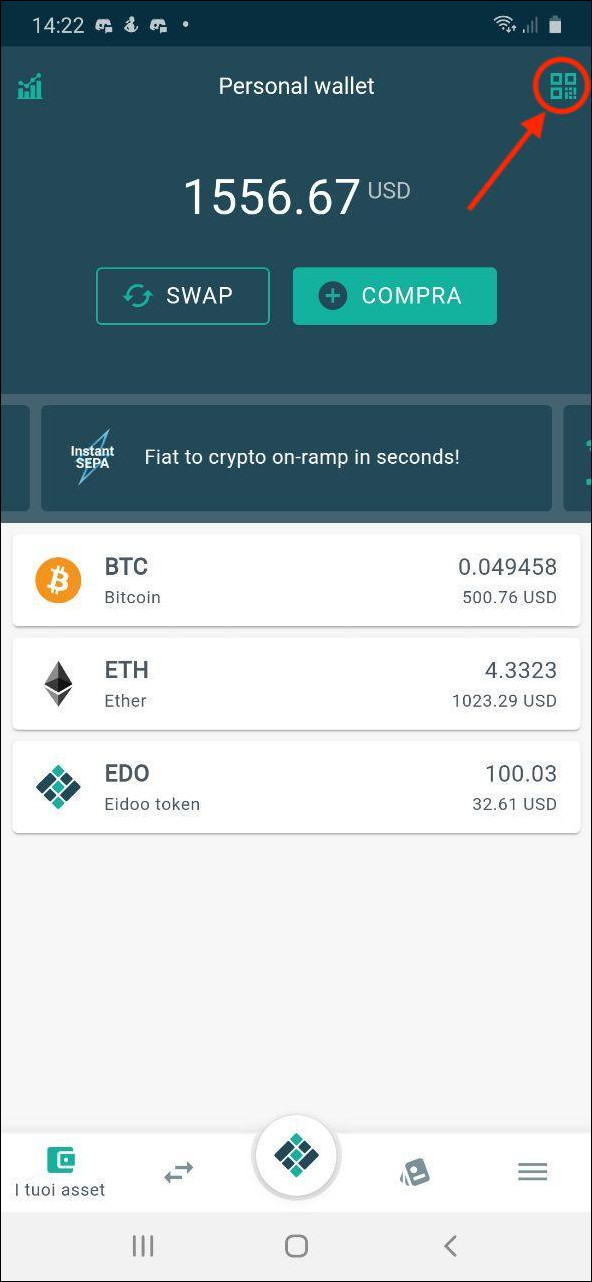 14:22
Personal wallet
1556.67 USD
SWAP
COMPRA
Instant
SEPA
Fiat to crypto on-ramp in seconds!
BTC
0.049458
Bitcoin
500.76 USD
ETH
4.3323
Ether
1023.29 USD
EDO
100.03
Eidoo token
32.61 USD
I tuoi asset